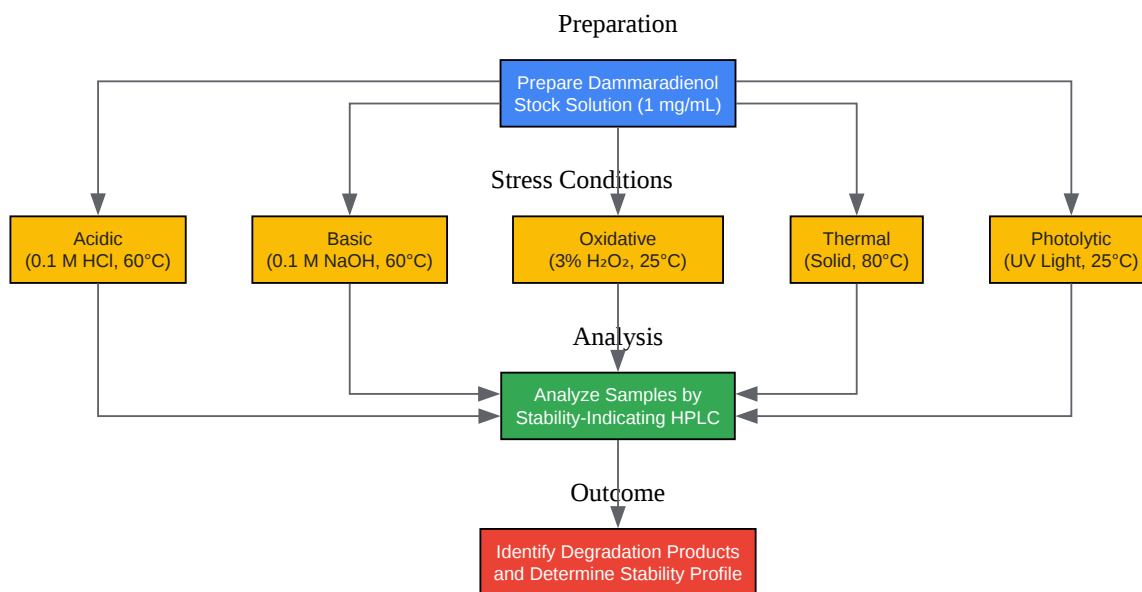 Preparation
Prepare Dammaradienol
Stock Solution (1 mg/mL)
Stress Conditions
Acidic
(0.1 M HCl, 60°C)
Basic
(0.1 M NaOH, 60°C)
Oxidative
(3% H₂O₂, 25°C)
Thermal
(Solid, 80°C)
Photolytic
(UV Light, 25°C)
Analysis
Analyze Samples by
Stability-Indicating HPLC
Outcome
Identify Degradation Products
and Determine Stability Profile